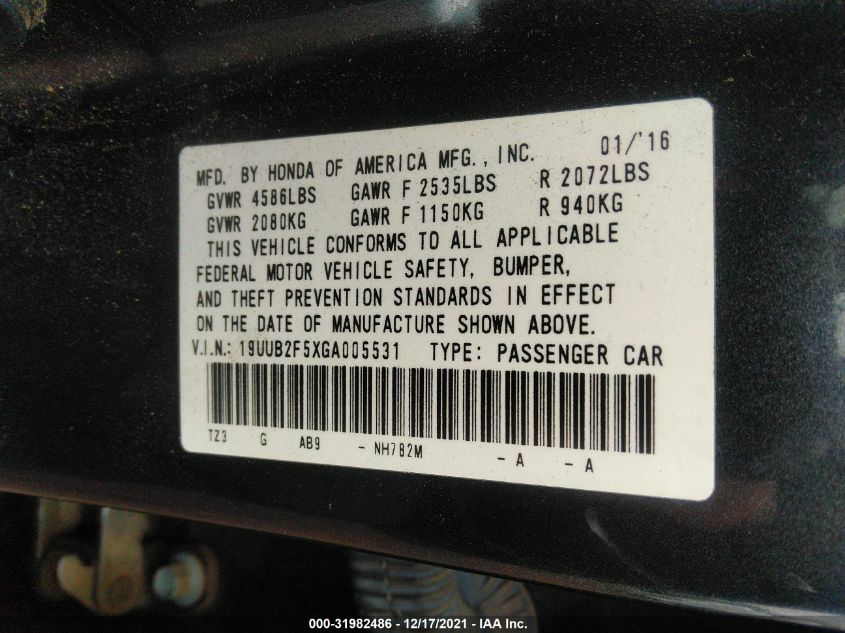 MFD. BY HONDA OF AMERICA MFG., INC. 01/'16
GVWR 4586LBS GAWR F 2535LBS R 2072LBS
GVWR 2080KG GAWR F 1150KG R 940KG
THIS VEHICLE CONFORMS TO ALL APPLICABLE
FEDERAL MOTOR VEHICLE SAFETY, BUMPER,
AND THEFT PREVENTION STANDARDS IN EFFECT
ON THE DATE OF MANUFACTURE SHOWN ABOVE.
V.I.N.: 19UUB2F5XGA005531 TYPE: PASSENGER CAR
TZ3 G AB9 - NH782M - A - A
000-31982486 - 12/17/2021 - IAA Inc.